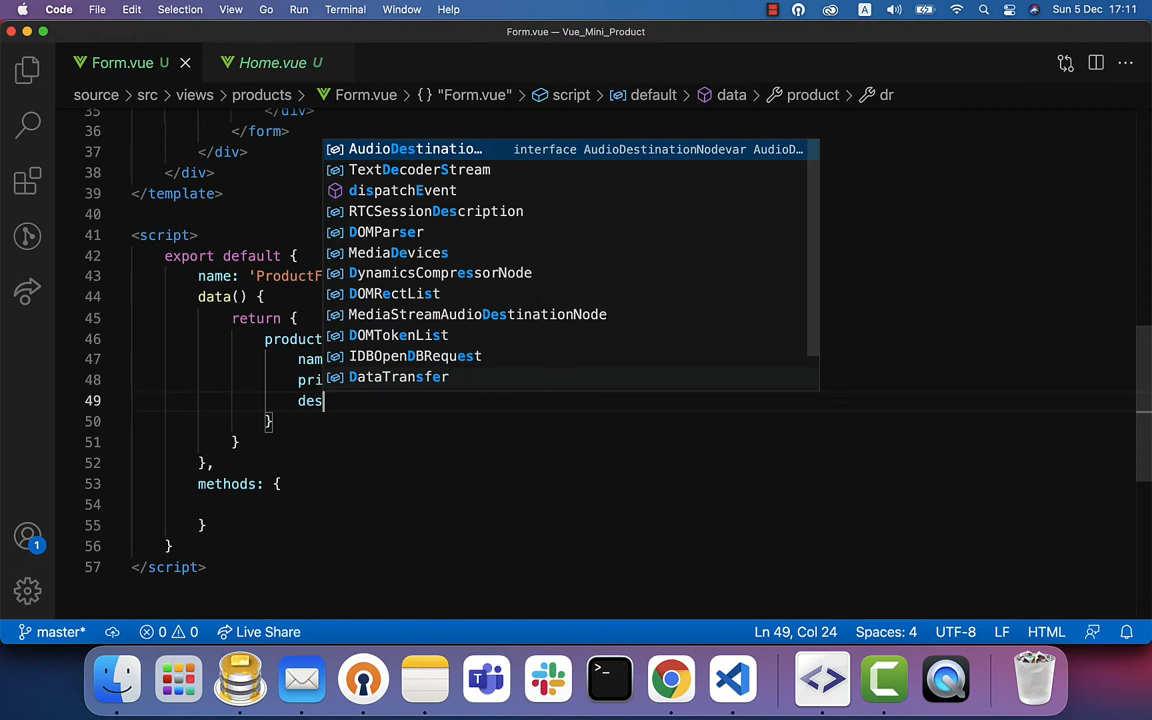 Code File Edit Selection View Go Run Terminal Window Help A Sun 5 Dec 17:11
Form.vue — Vue_Mini_Product
Form.vue U Home.vue U
source > src > views > products > Form.vue > {} "Form.vue" > script > default > data > product > dr
35 </div>
36 </form>
37 </div>
38 </div>
39 </template>
40
41 <script>
42 export default {
43 name: 'ProductF
44 data() {
45 return {
46 product
47 nam
48 pri
49 des
50 }
51 }
52 },
53 methods: {
54
55 }
56 }
57 </script>
AudioDestinatio… interface AudioDestinationNodevar AudioD…
TextDecoderStream
dispatchEvent
RTCSessionDescription
DOMParser
MediaDevices
DynamicsCompressorNode
DOMRectList
MediaStreamAudioDestinationNode
DOMTokenList
IDBOpenDBRequest
DataTransfer
1
master* 0 0 Live Share Ln 49, Col 24 Spaces: 4 UTF-8 LF HTML